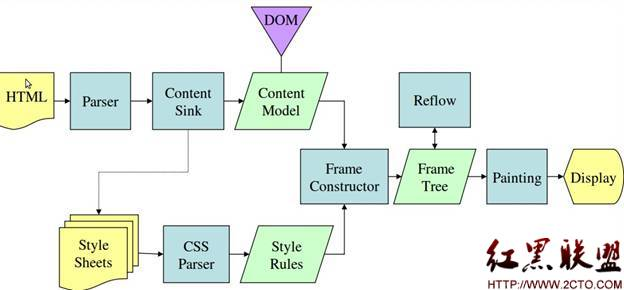 DOM
HTML
Parser
Content
Sink
Content
Model
Reflow
Frame
Constructor
Frame
Tree
Painting
Display
Style
Sheets
CSS
Parser
Style
Rules
红黑联盟
HTTP://WWW.2CTO.COM